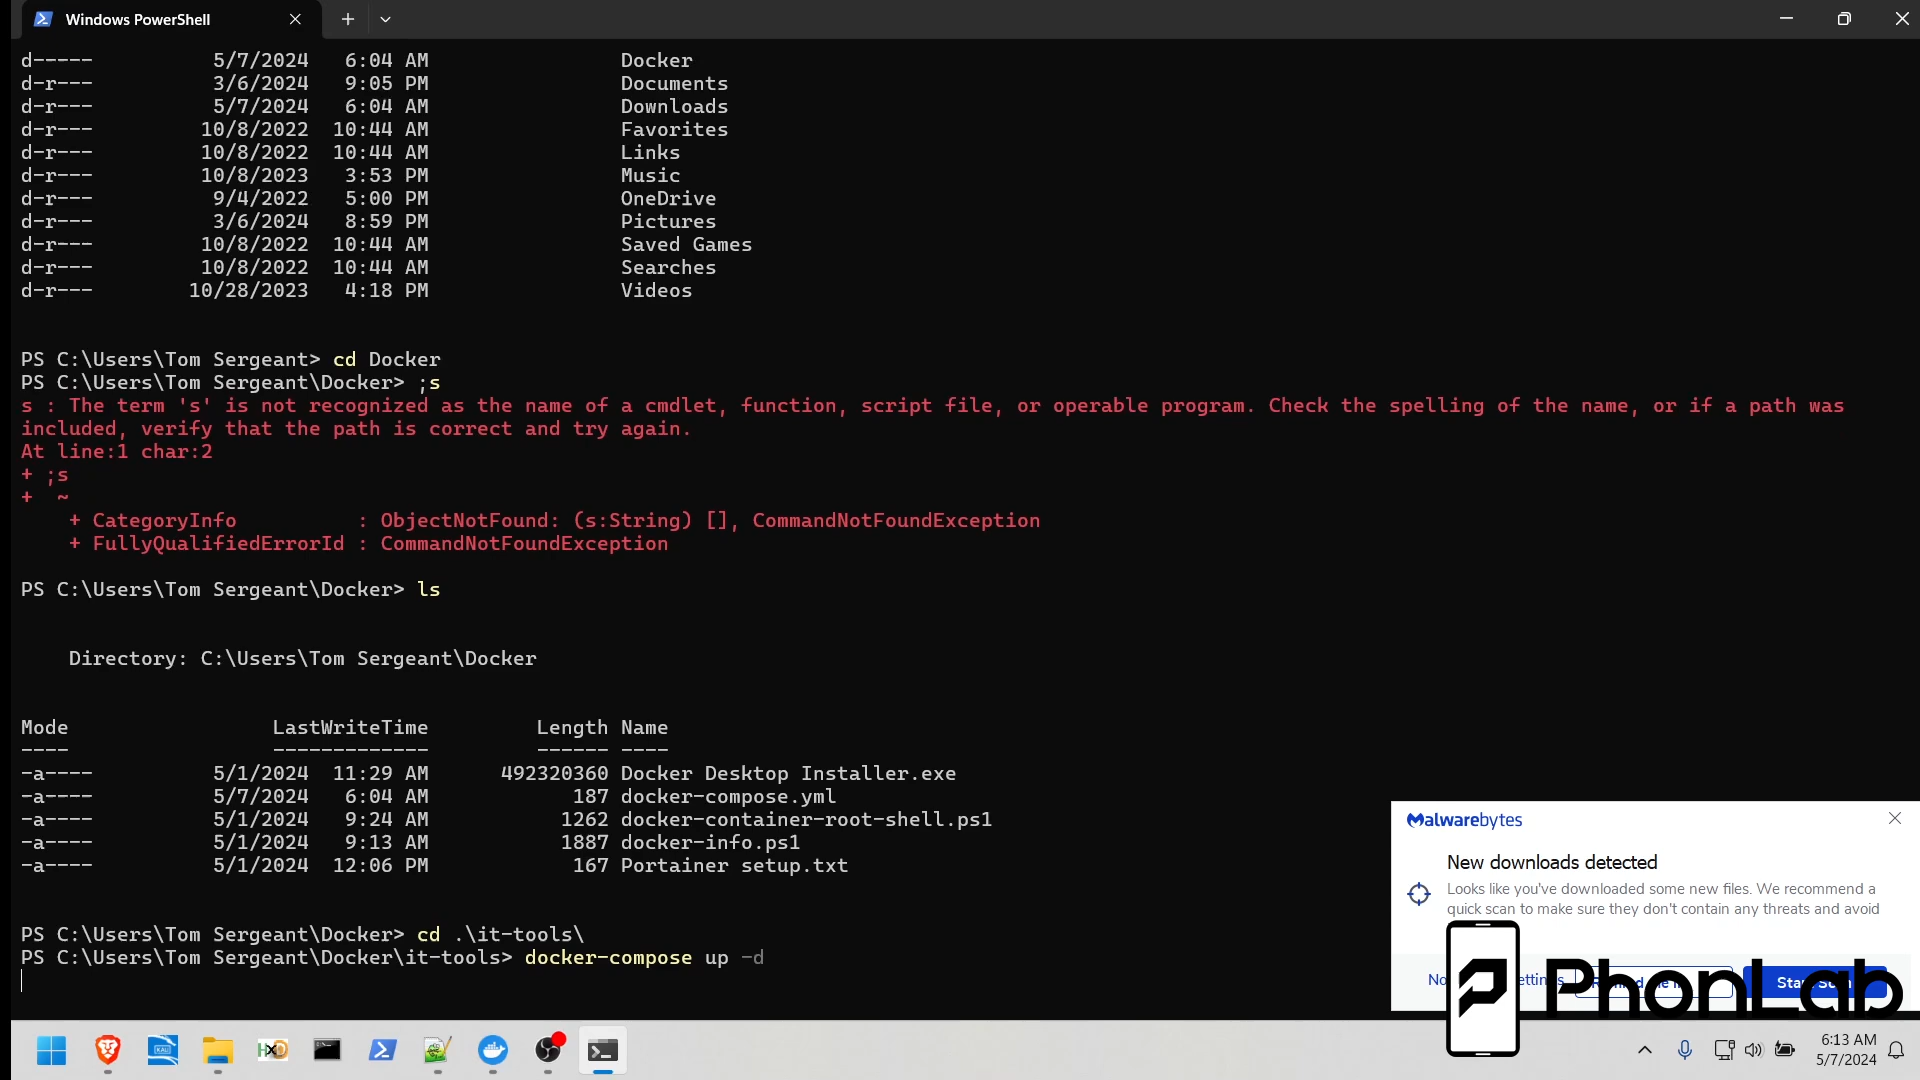 Windows PowerShell
d----- 5/7/2024 6:04 AM Docker
d-r--- 3/6/2024 9:05 PM Documents
d-r--- 5/7/2024 6:04 AM Downloads
d-r--- 10/8/2022 10:44 AM Favorites
d-r--- 10/8/2022 10:44 AM Links
d-r--- 10/8/2023 3:53 PM Music
d-r--- 9/4/2022 5:00 PM OneDrive
d-r--- 3/6/2024 8:59 PM Pictures
d-r--- 10/8/2022 10:44 AM Saved Games
d-r--- 10/8/2022 10:44 AM Searches
d-r--- 10/28/2023 4:18 PM Videos
PS C:\Users\Tom Sergeant> cd Docker
PS C:\Users\Tom Sergeant\Docker> ;s
s : The term 's' is not recognized as the name of a cmdlet, function, script file, or operable program. Check the spelling of the name, or if a path was
included, verify that the path is correct and try again.
At line:1 char:2
+ ;s
+  ~
    + CategoryInfo          : ObjectNotFound: (s:String) [], CommandNotFoundException
    + FullyQualifiedErrorId : CommandNotFoundException
PS C:\Users\Tom Sergeant\Docker> ls
    Directory: C:\Users\Tom Sergeant\Docker
Mode LastWriteTime Length Name
---- ------------- ------ ----
-a---- 5/1/2024 11:29 AM 492320360 Docker Desktop Installer.exe
-a---- 5/7/2024 6:04 AM 187 docker-compose.yml
-a---- 5/1/2024 9:24 AM 1262 docker-container-root-shell.ps1
-a---- 5/1/2024 9:13 AM 1887 docker-info.ps1
-a---- 5/1/2024 12:06 PM 167 Portainer setup.txt
PS C:\Users\Tom Sergeant\Docker> cd .\it-tools\
PS C:\Users\Tom Sergeant\Docker\it-tools> docker-compose up -d
Malwarebytes
New downloads detected
Looks like you've downloaded some new files. We recommend a
quick scan to make sure they don't contain any threats and avoid
PhonLab
6:13 AM
5/7/2024